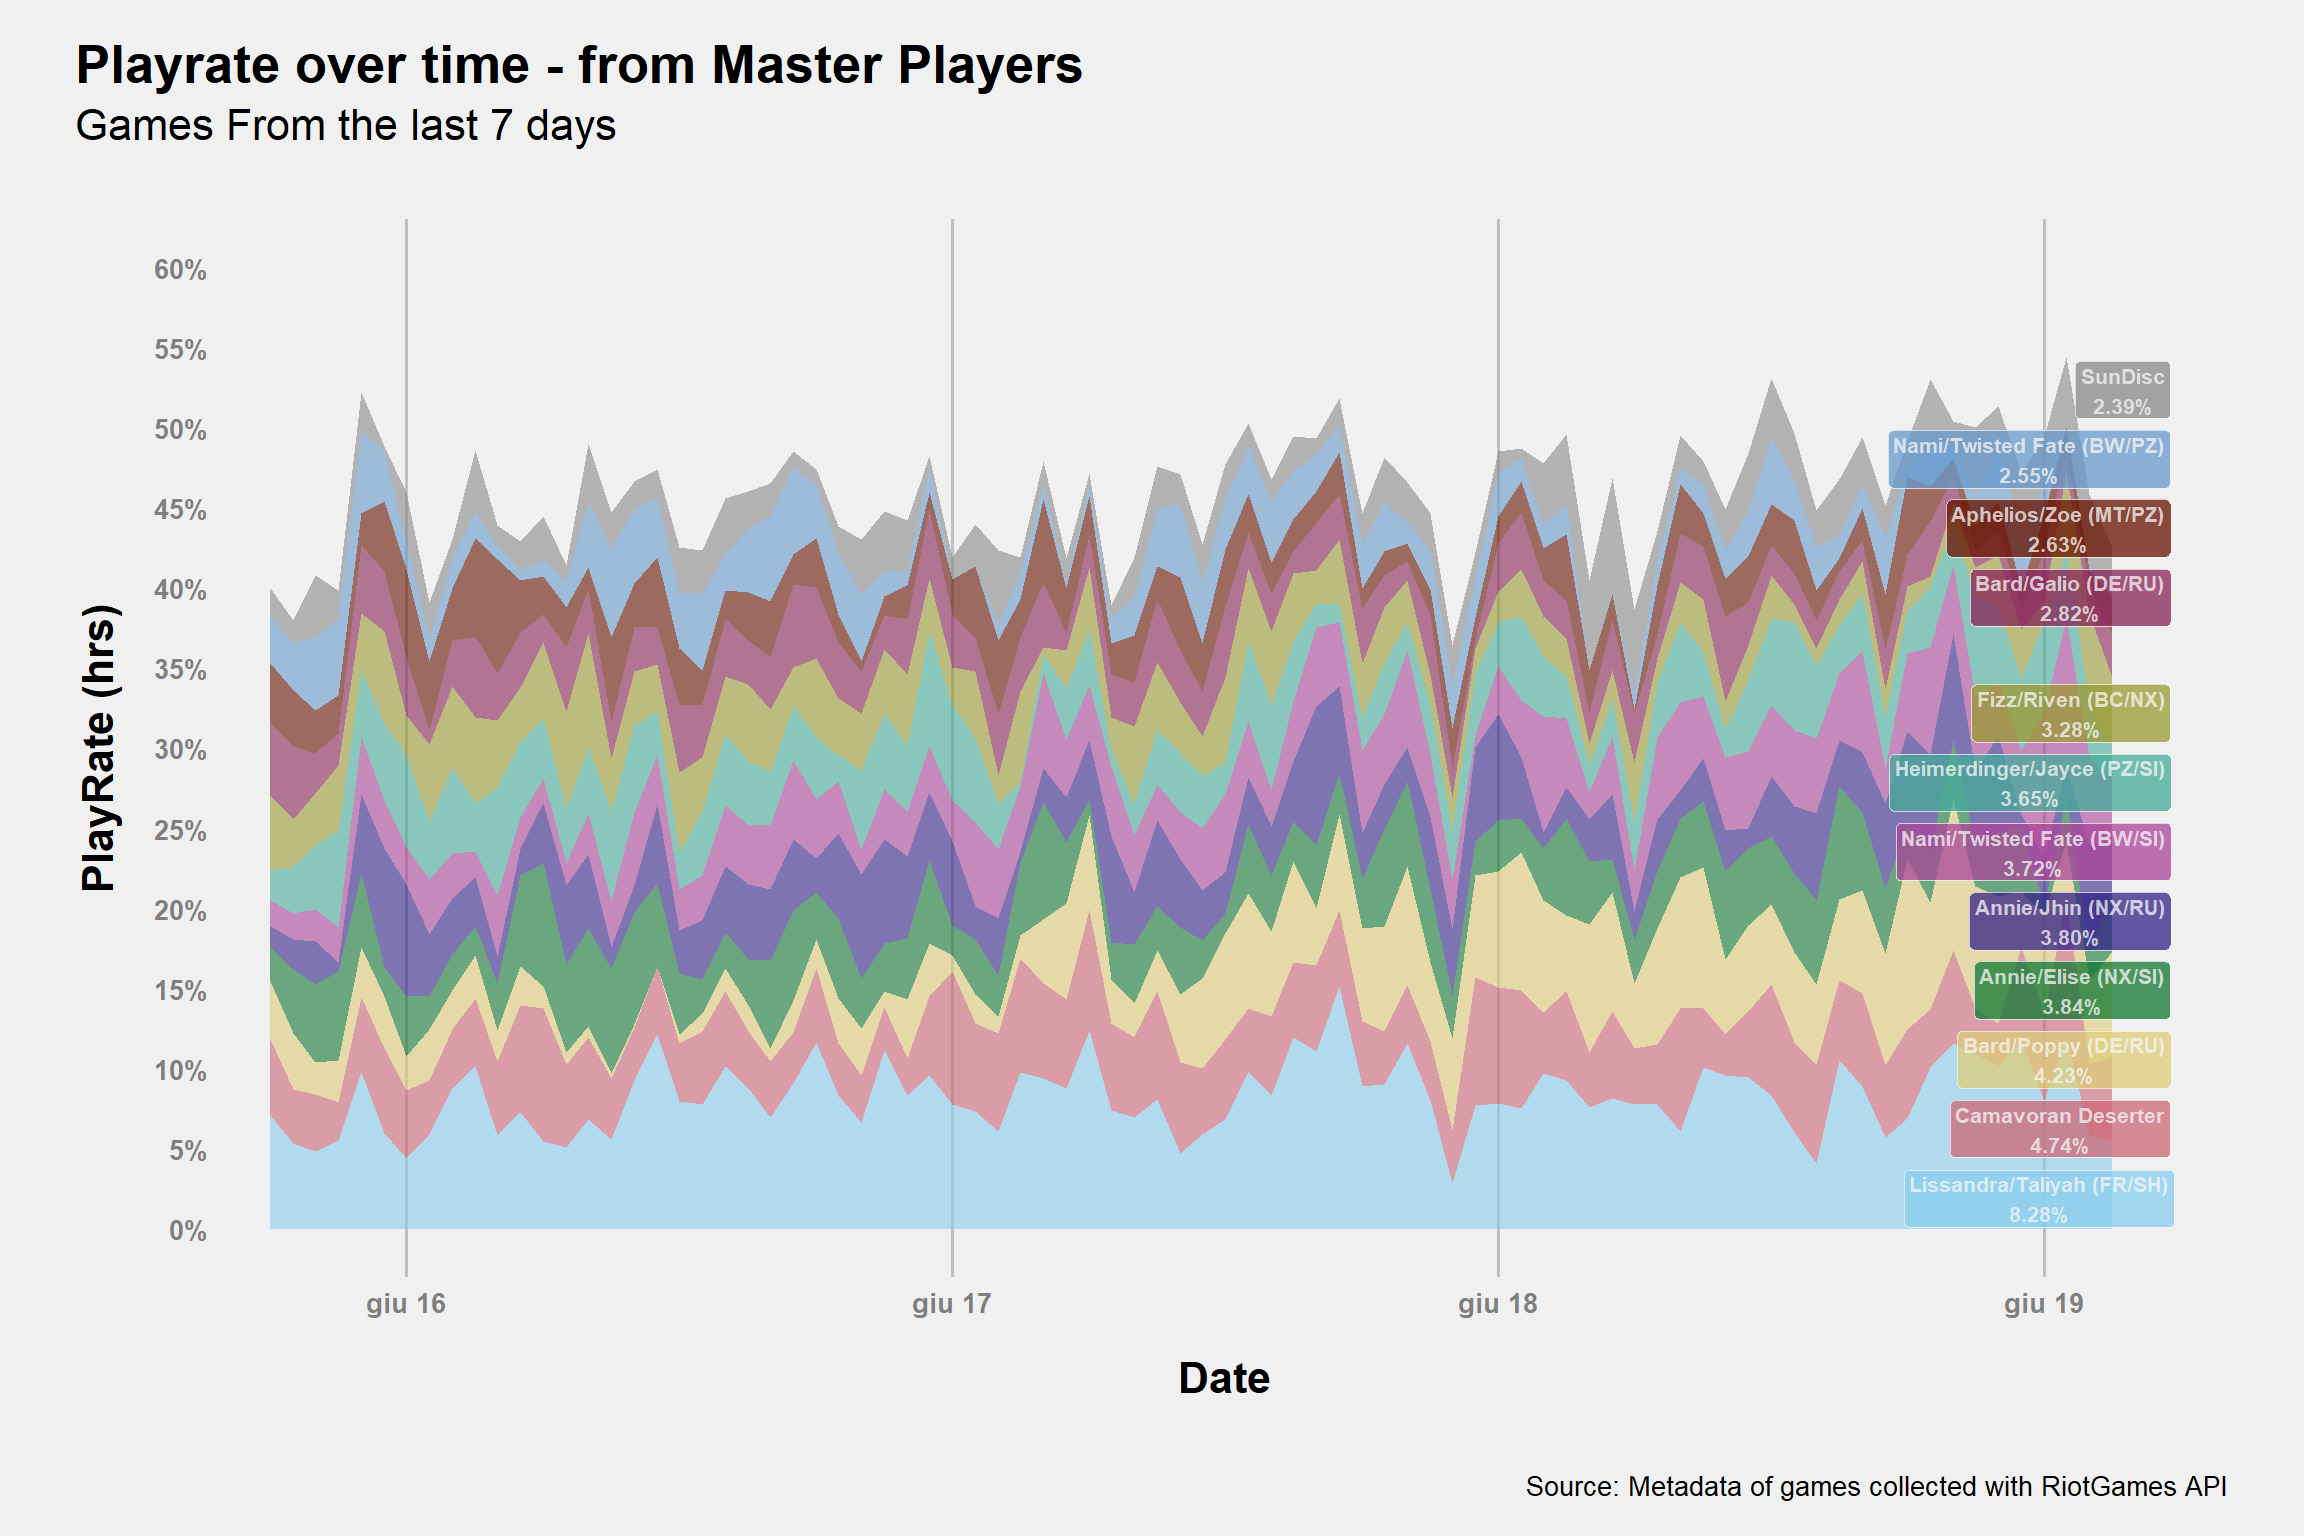 Playrate over time - from Master Players
Games From the last 7 days
PlayRate (hrs)
60%
55%
50%
45%
40%
35%
30%
25%
20%
15%
10%
5%
0%
SunDisc
2.39%
Nami/Twisted Fate (BW/PZ)
2.55%
Aphelios/Zoe (MT/PZ)
2.63%
Bard/Galio (DE/RU)
2.82%
Fizz/Riven (BC/NX)
3.28%
Heimerdinger/Jayce (PZ/SI)
3.65%
Nami/Twisted Fate (BW/SI)
3.72%
Annie/Jhin (NX/RU)
3.80%
Annie/Elise (NX/SI)
3.84%
Bard/Poppy (DE/RU)
4.23%
Camavoran Deserter
4.74%
Lissandra/Taliyah (FR/SH)
8.28%
giu 16
giu 17
giu 18
giu 19
Date
Source: Metadata of games collected with RiotGames API